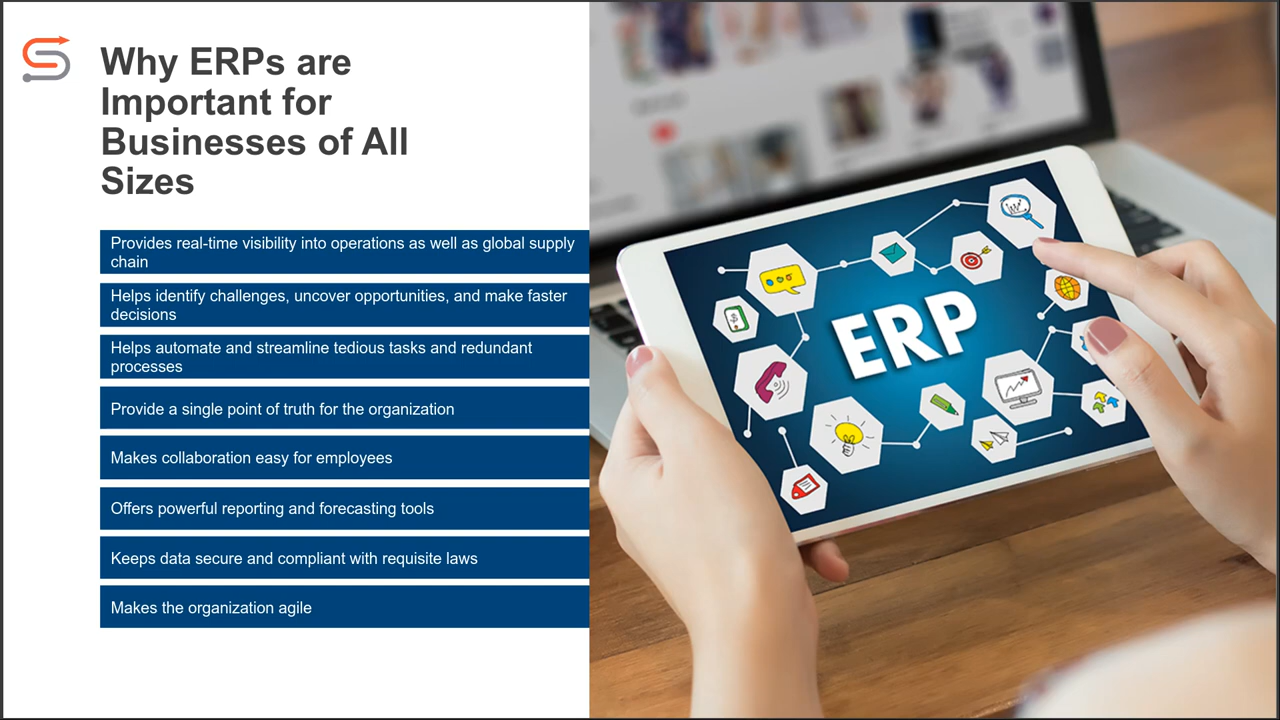 Why ERPs are
Important for
Businesses of All
Sizes
Provides real-time visibility into operations as well as global supply
chain
Helps identify challenges, uncover opportunities, and make faster
decisions
Helps automate and streamline tedious tasks and redundant
processes
Provide a single point of truth for the organization
Makes collaboration easy for employees
Offers powerful reporting and forecasting tools
Keeps data secure and compliant with requisite laws
Makes the organization agile
ERP